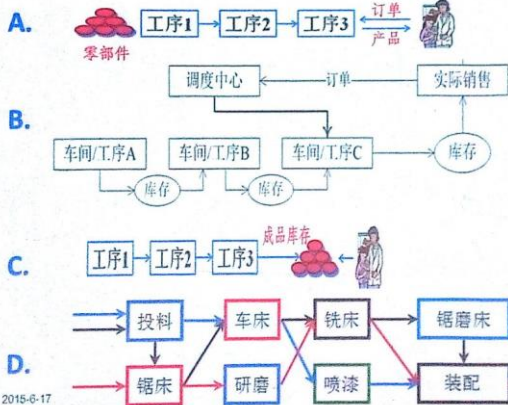 A.
工序1
工序2
工序3
订单
产品
零部件
B.
调度中心
订单
实际销售
车间/工序A
车间/工序B
车间/工序C
库存
库存
库存
C.
工序1
工序2
工序3
成品库存
D.
投料
车床
铣床
锯磨床
锯床
研磨
喷漆
装配
2015-6-17